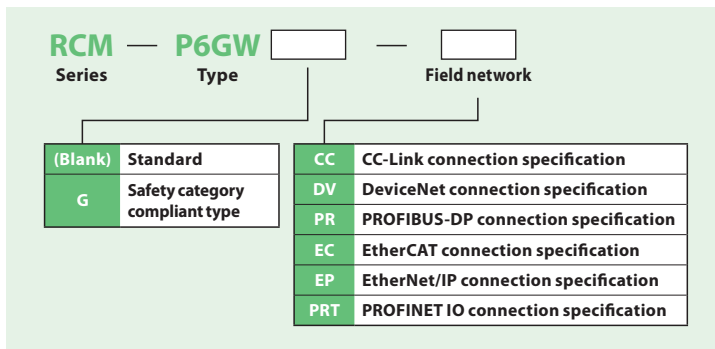 RCM — P6GW —
Series Type Field network
(Blank) Standard
G Safety category
compliant type
CC CC-Link connection specification
DV DeviceNet connection specification
PR PROFIBUS-DP connection specification
EC EtherCAT connection specification
EP EtherNet/IP connection specification
PRT PROFINET IO connection specification